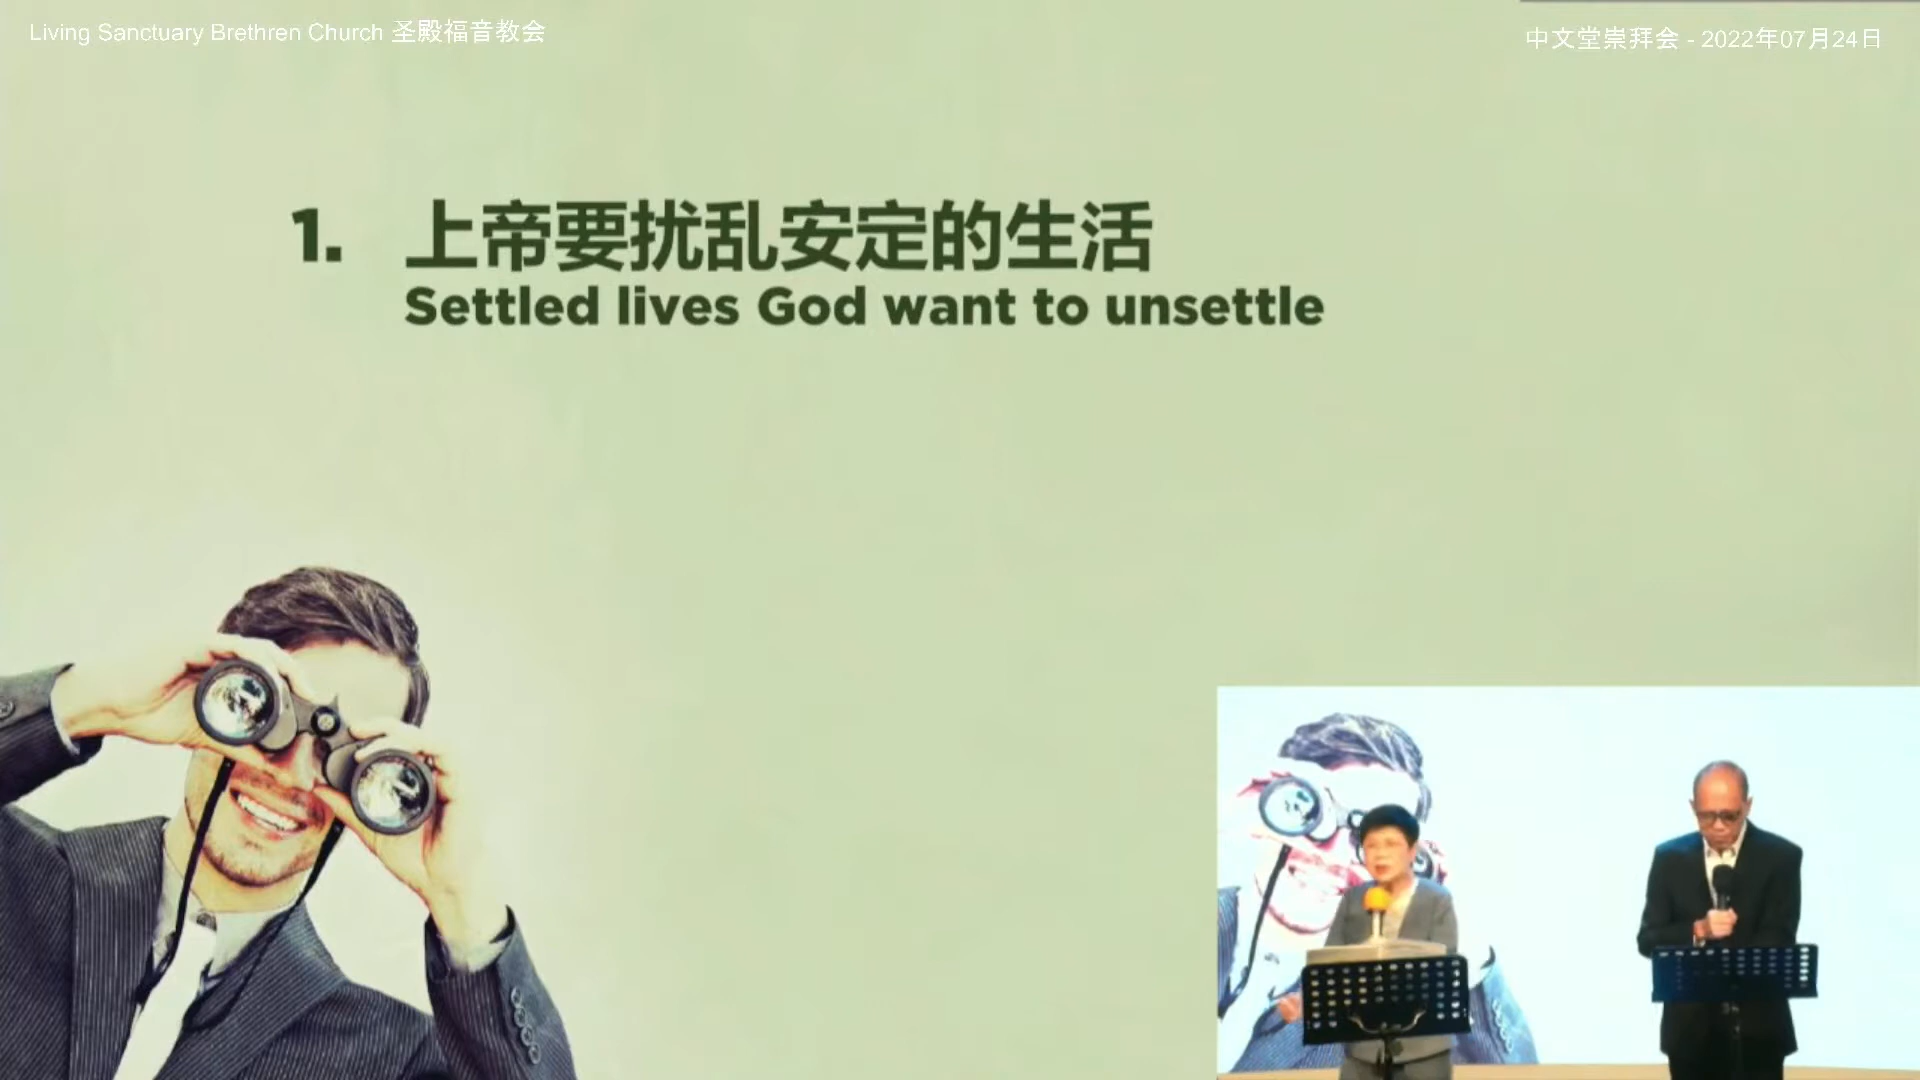 Living Sanctuary Brethren Church 圣殿福音教会
中文堂崇拜会 - 2022年07月24日
1. 上帝要扰乱安定的生活
Settled lives God want to unsettle